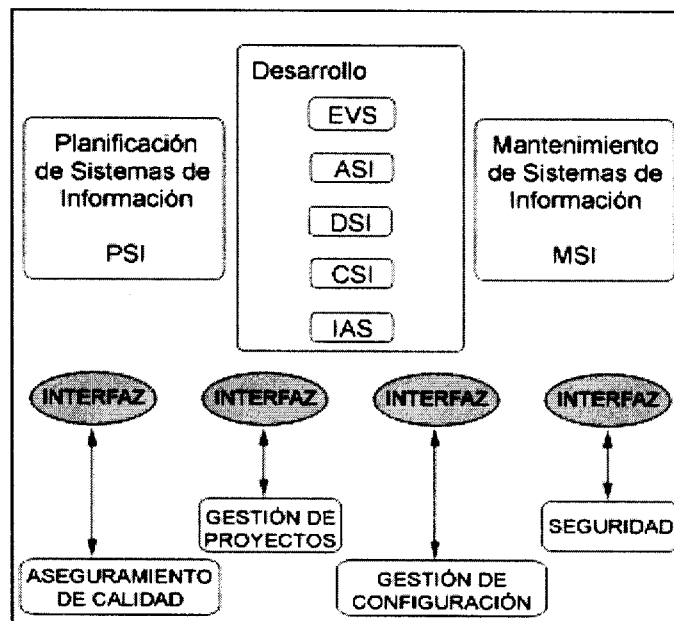 Planificación
de Sistemas de
Información
PSI
Desarrollo
EVS
ASI
DSI
CSI
IAS
Mantenimiento
de Sistemas de
Información
MSI
INTERFAZ
INTERFAZ
INTERFAZ
INTERFAZ
ASEGURAMIENTO
DE CALIDAD
GESTIÓN DE
PROYECTOS
GESTIÓN DE
CONFIGURACIÓN
SEGURIDAD